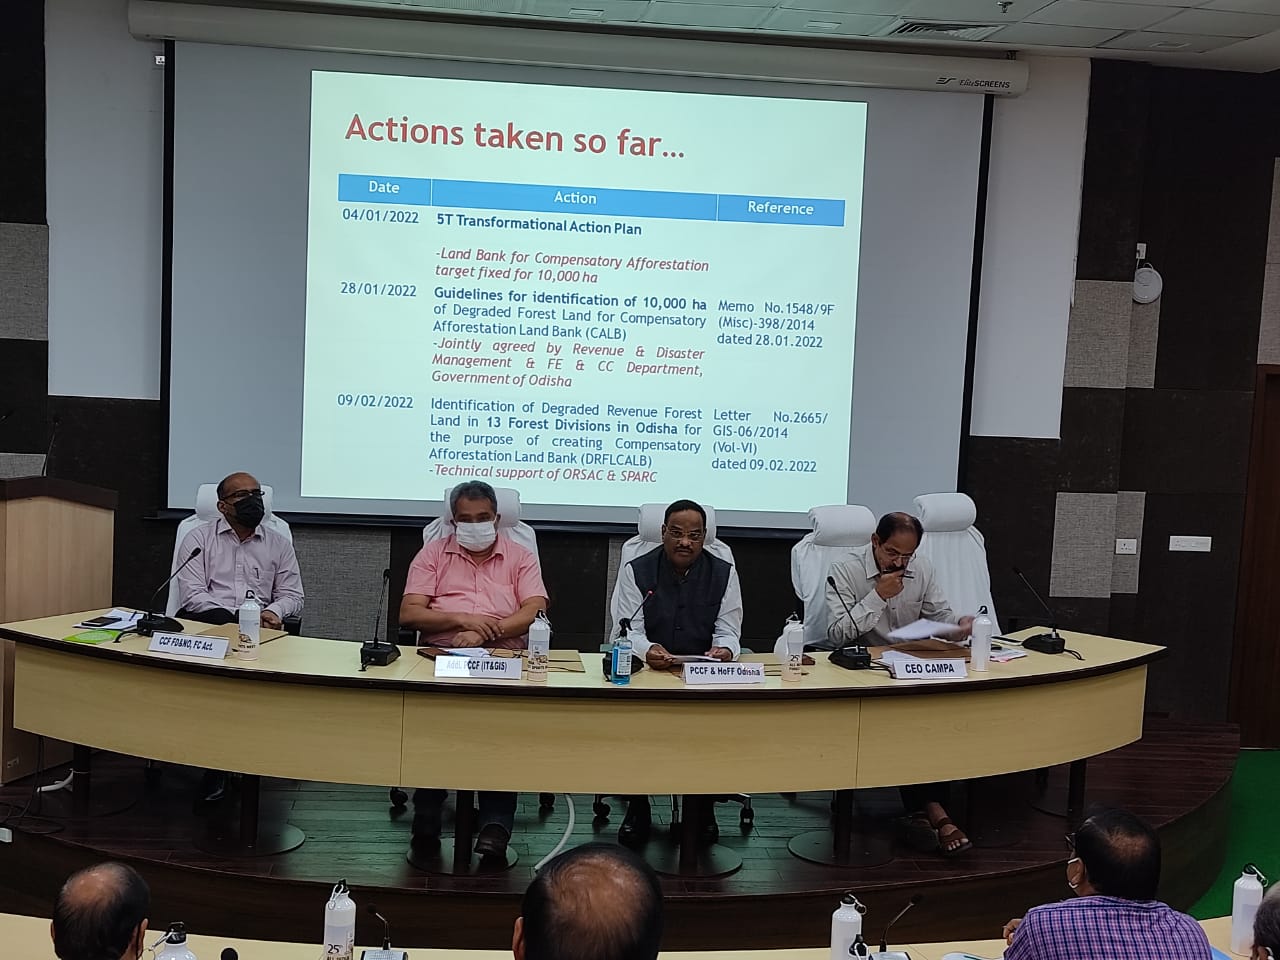 EliteSCREENS
Actions taken so far...
Date Action Reference
04/01/2022 5T Transformational Action Plan
-Land Bank for Compensatory Afforestation
target fixed for 10,000 ha
28/01/2022 Guidelines for identification of 10,000 ha
of Degraded Forest Land for Compensatory
Afforestation Land Bank (CALB)
-Jointly agreed by Revenue & Disaster
Management & FE & CC Department,
Government of Odisha
Memo No.1548/9F
(Misc)-398/2014
dated 28.01.2022
09/02/2022 Identification of Degraded Revenue Forest
Land in 13 Forest Divisions in Odisha for
the purpose of creating Compensatory
Afforestation Land Bank (DRFLCALB)
-Technical support of ORSAC & SPARC
Letter No.2665/
GIS-06/2014
(Vol-VI)
dated 09.02.2022
CCF FD&NO, FC Act.
Addl. PCCF (IT&GIS)
PCCF & HoFF Odisha
CEO CAMPA
25